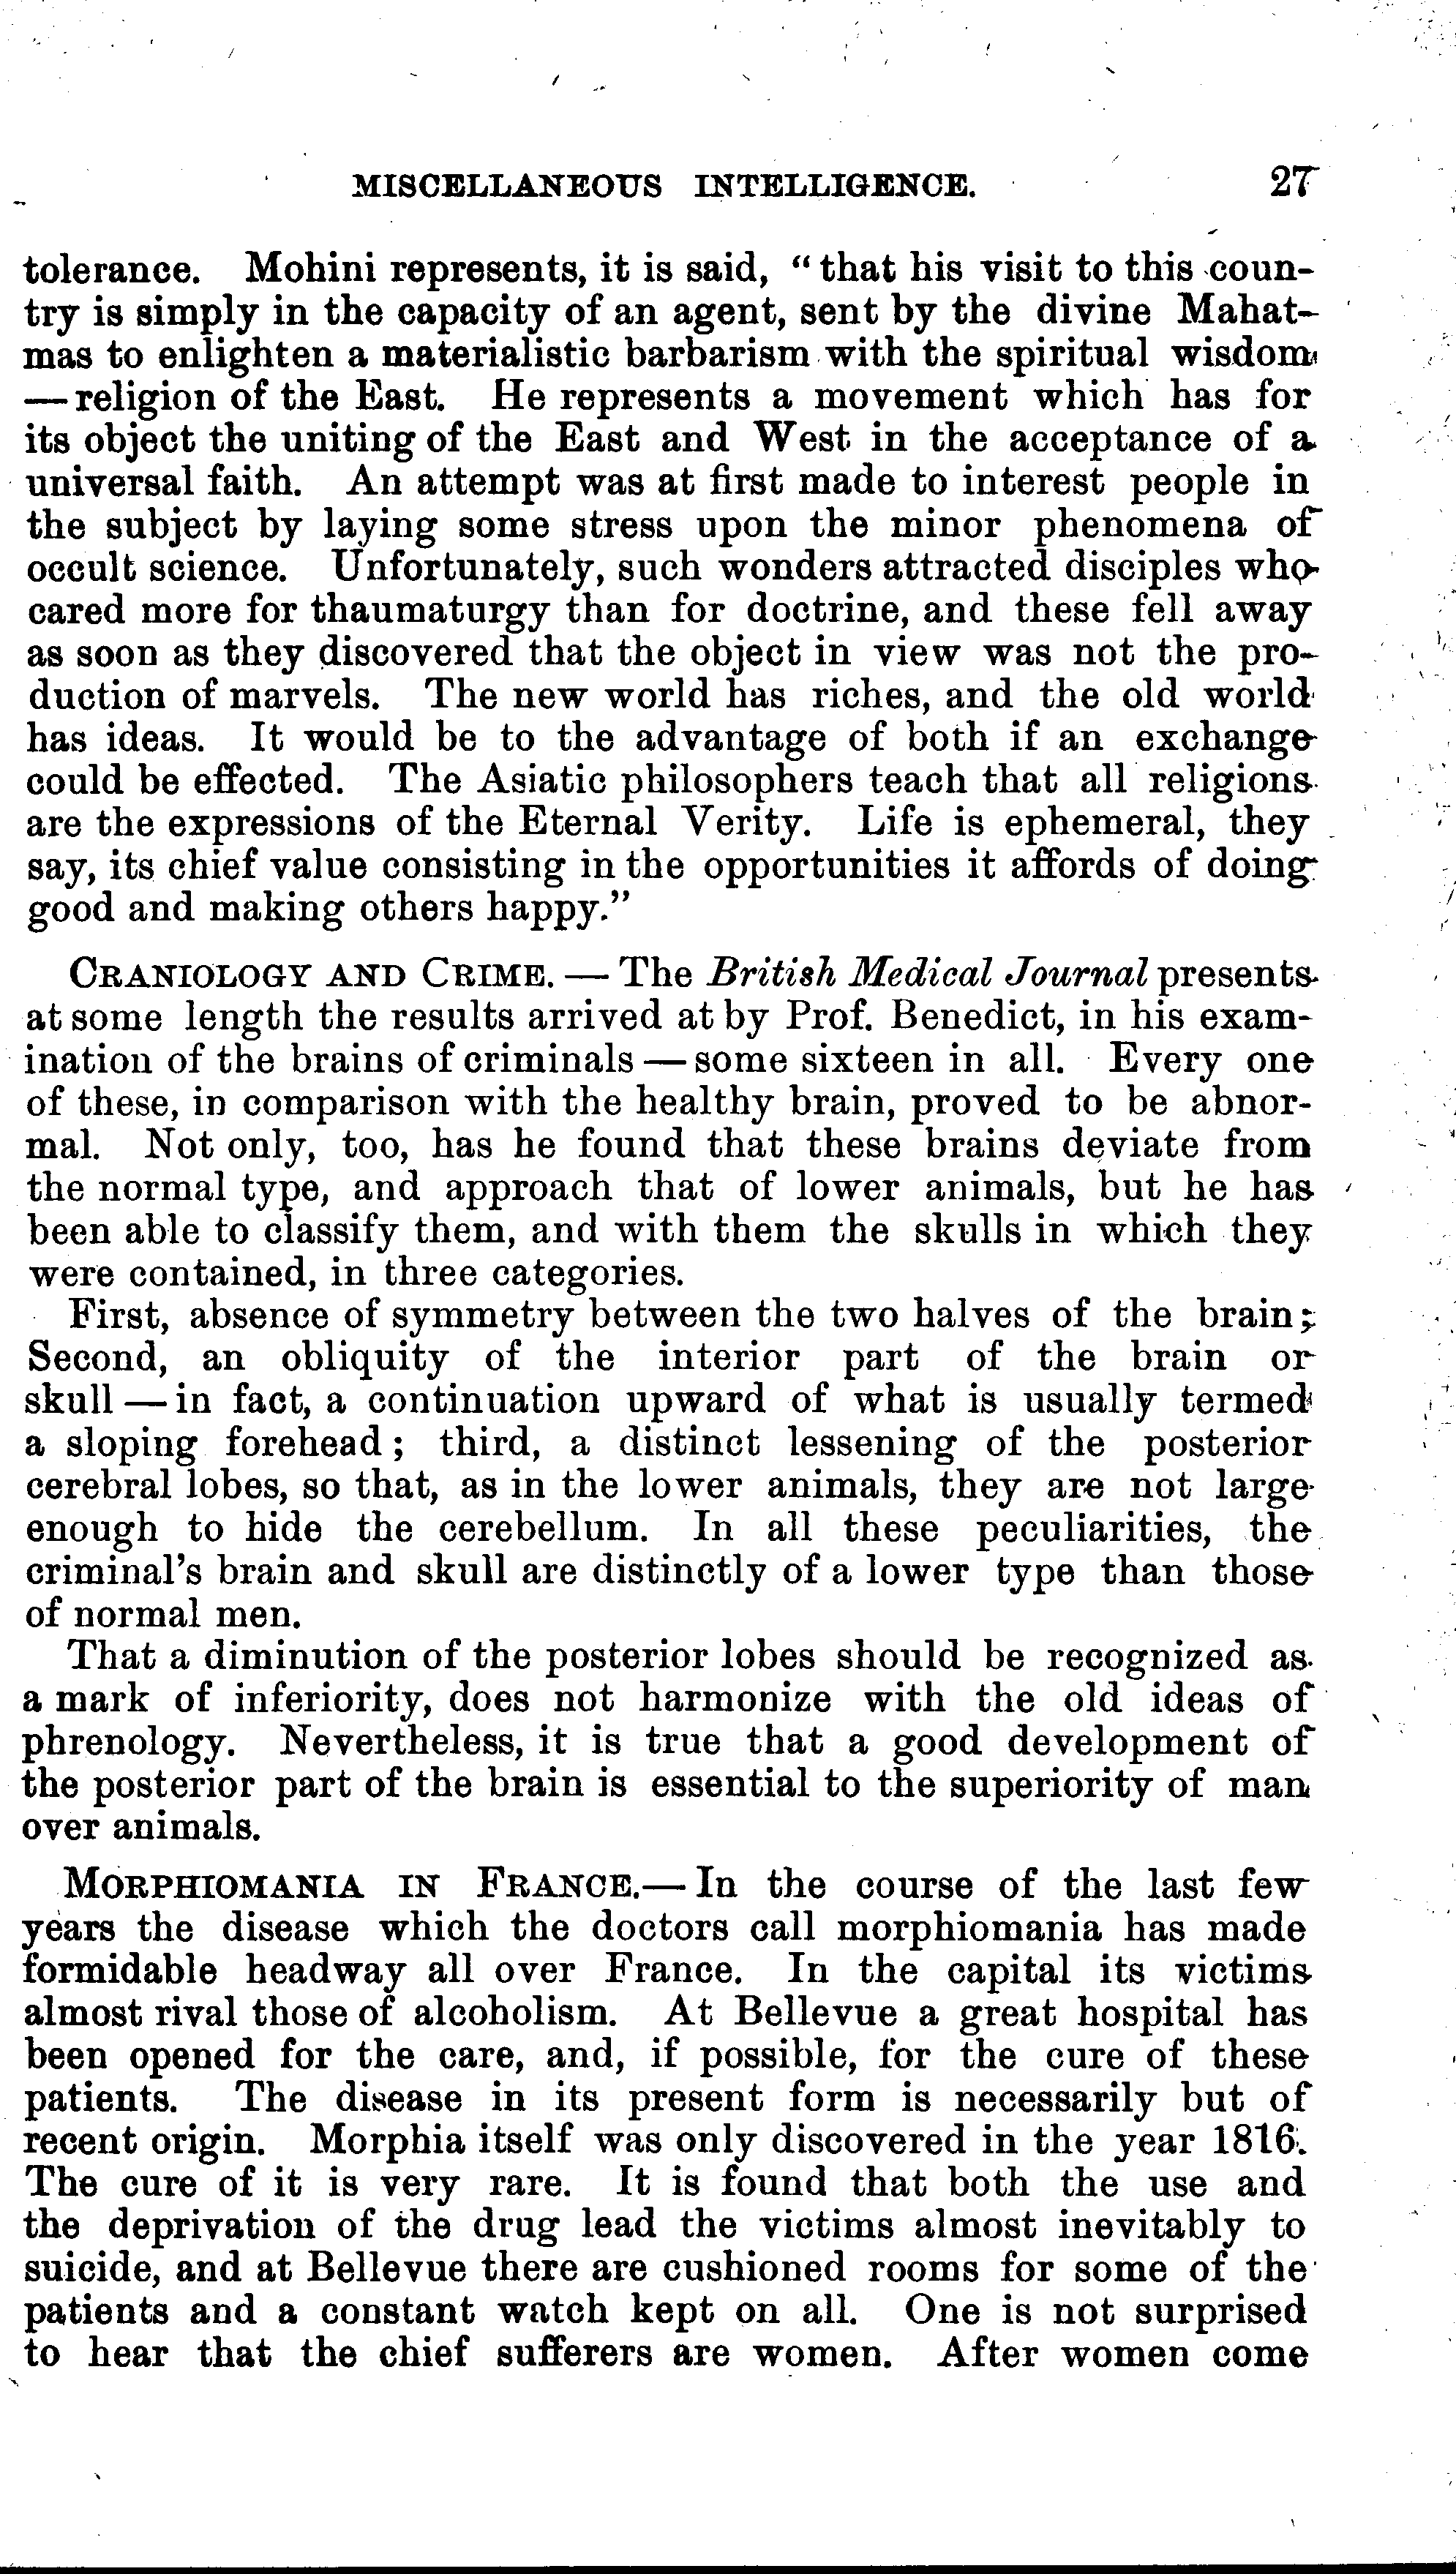 MISCELLANEOUS INTELLIGENCE. 27
tolerance. Mohini represents, it is said, "that his visit to this coun-
try is simply in the capacity of an agent, sent by the divine Mahat-
mas to enlighten a materialistic barbarism with the spiritual wisdom
—religion of the East. He represents a movement which has for
its object the uniting of the East and West in the acceptance of a
universal faith. An attempt was at first made to interest people in
the subject by laying some stress upon the minor phenomena of
occult science. Unfortunately, such wonders attracted disciples who
cared more for thaumaturgy than for doctrine, and these fell away
as soon as they discovered that the object in view was not the pro-
duction of marvels. The new world has riches, and the old world
has ideas. It would be to the advantage of both if an exchange
could be effected. The Asiatic philosophers teach that all religions
are the expressions of the Eternal Verity. Life is ephemeral, they
say, its chief value consisting in the opportunities it affords of doing
good and making others happy."
CRANIOLOGY AND CRIME. — The British Medical Journal presents
at some length the results arrived at by Prof. Benedict, in his exam-
ination of the brains of criminals — some sixteen in all. Every one
of these, in comparison with the healthy brain, proved to be abnor-
mal. Not only, too, has he found that these brains deviate from
the normal type, and approach that of lower animals, but he has
been able to classify them, and with them the skulls in which they
were contained, in three categories.
First, absence of symmetry between the two halves of the brain;
Second, an obliquity of the interior part of the brain or
skull — in fact, a continuation upward of what is usually termed
a sloping forehead; third, a distinct lessening of the posterior
cerebral lobes, so that, as in the lower animals, they are not large
enough to hide the cerebellum. In all these peculiarities, the
criminal's brain and skull are distinctly of a lower type than those
of normal men.
That a diminution of the posterior lobes should be recognized as
a mark of inferiority, does not harmonize with the old ideas of
phrenology. Nevertheless, it is true that a good development of
the posterior part of the brain is essential to the superiority of man
over animals.
MORPHIOMANIA IN FRANCE.— In the course of the last few
years the disease which the doctors call morphiomania has made
formidable headway all over France. In the capital its victims
almost rival those of alcoholism. At Bellevue a great hospital has
been opened for the care, and, if possible, for the cure of these
patients. The disease in its present form is necessarily but of
recent origin. Morphia itself was only discovered in the year 1816.
The cure of it is very rare. It is found that both the use and
the deprivation of the drug lead the victims almost inevitably to
suicide, and at Bellevue there are cushioned rooms for some of the
patients and a constant watch kept on all. One is not surprised
to hear that the chief sufferers are women. After women come